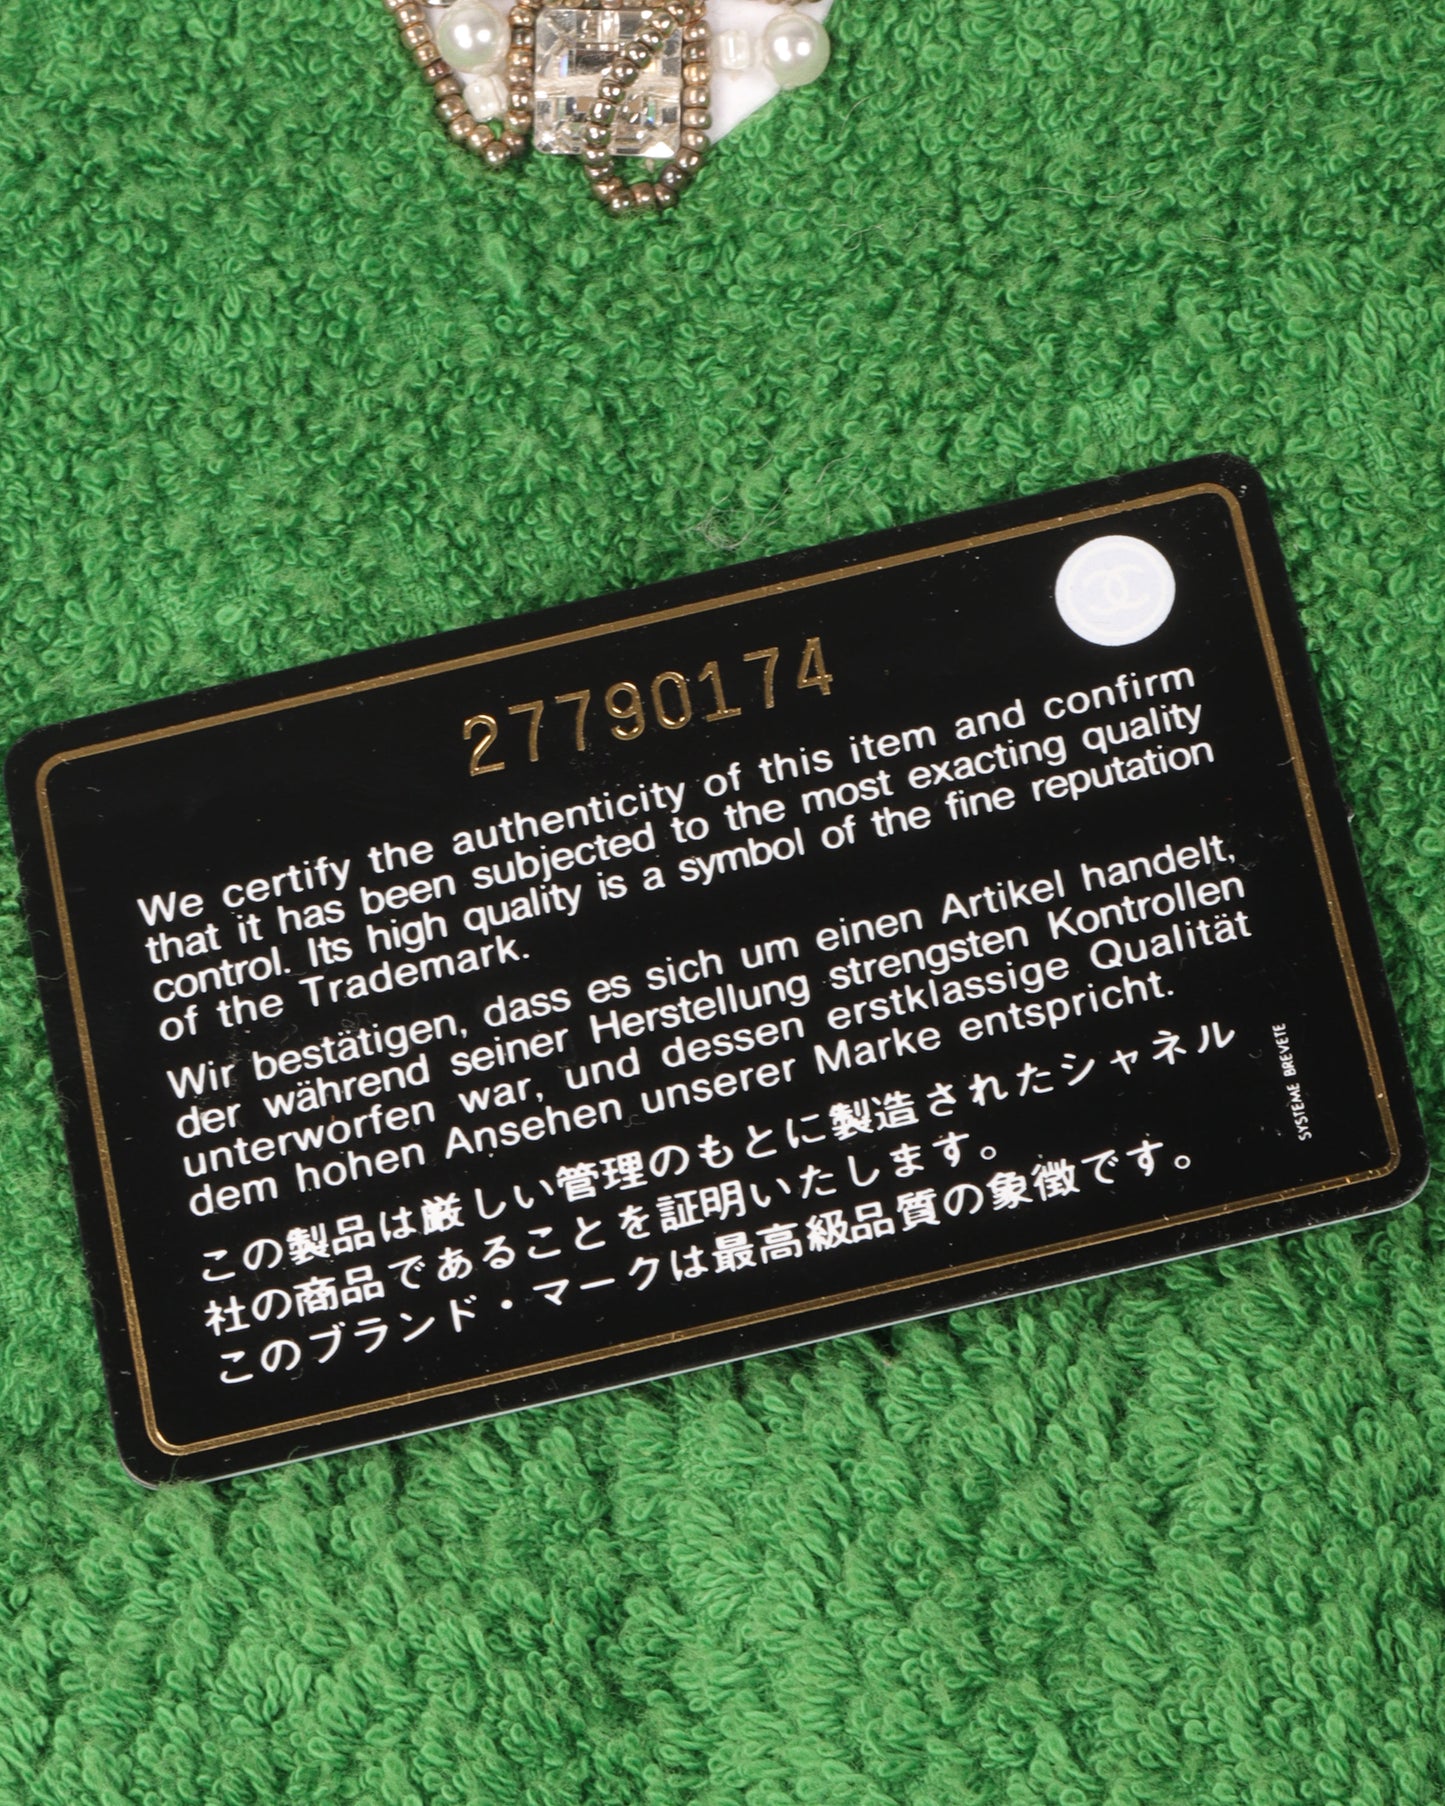 27790174
We certify the authenticity of this item and confirm
that it has been subjected to the most exacting quality
control. Its high quality is a symbol of the fine reputation
of the Trademark.
Wir bestätigen, dass es sich um einen Artikel handelt,
der während seiner Herstellung strengsten Kontrollen
unterworfen war, und dessen erstklassige Qualität
dem hohen Ansehen unserer Marke entspricht.
この製品は厳しい管理のもとに製造されたシャネル
社の商品であることを証明いたします。
このブランド・マークは最高級品質の象徴です。
SYSTEME BREVETE